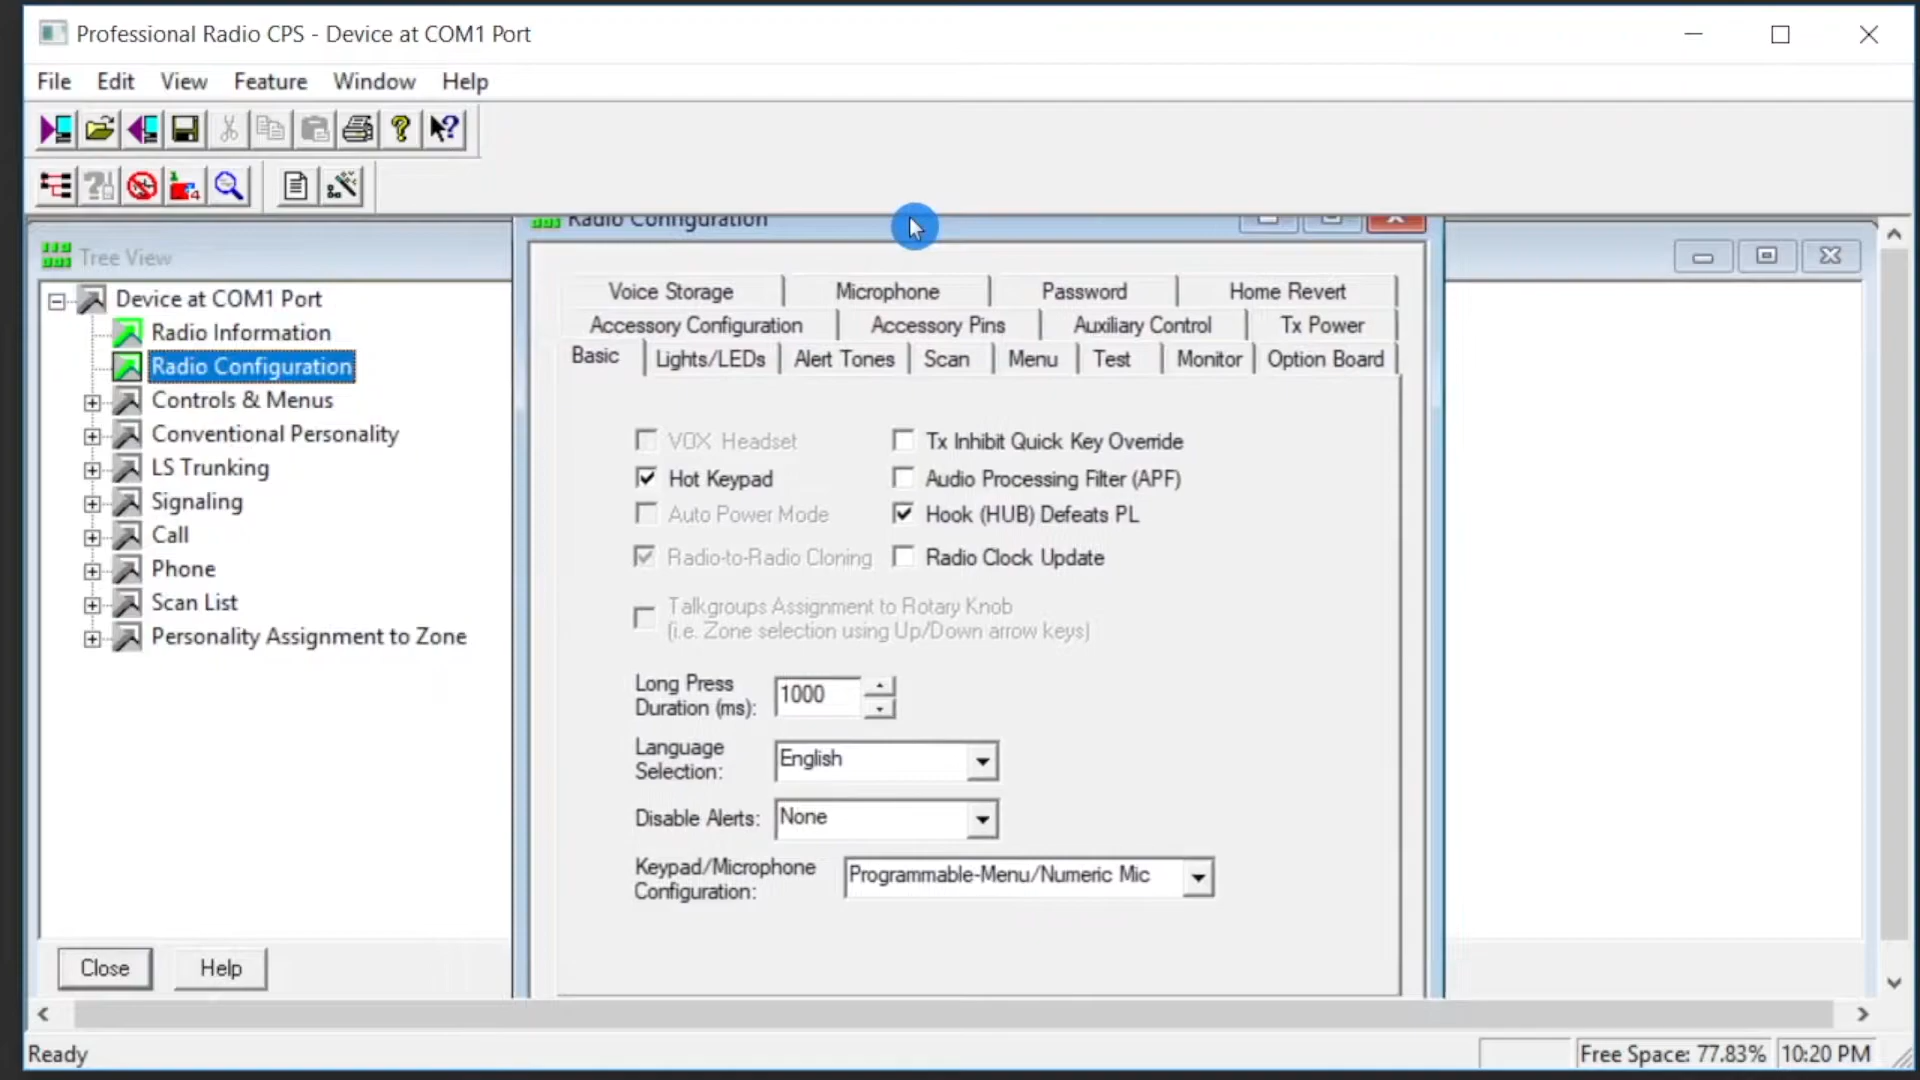 Professional Radio CPS - Device at COM1 Port
File Edit View Feature Window Help
Radio Configuration
Tree View
Device at COM1 Port
Radio Information
Radio Configuration
Controls & Menus
Conventional Personality
LS Trunking
Signaling
Call
Phone
Scan List
Personality Assignment to Zone
Close Help
Voice Storage Microphone Password Home Revert
Accessory Configuration Accessory Pins Auxiliary Control Tx Power
Basic Lights/LEDs Alert Tones Scan Menu Test Monitor Option Board
VOX Headset Tx Inhibit Quick Key Override
Hot Keypad Audio Processing Filter (APF)
Auto Power Mode Hook (HUB) Defeats PL
Radio-to-Radio Cloning Radio Clock Update
Talkgroups Assignment to Rotary Knob
(i.e. Zone selection using Up/Down arrow keys)
Long Press
Duration (ms): 1000
Language
Selection: English
Disable Alerts: None
Keypad/Microphone
Configuration: Programmable-Menu/Numeric Mic
Ready Free Space: 77.83% 10:20 PM